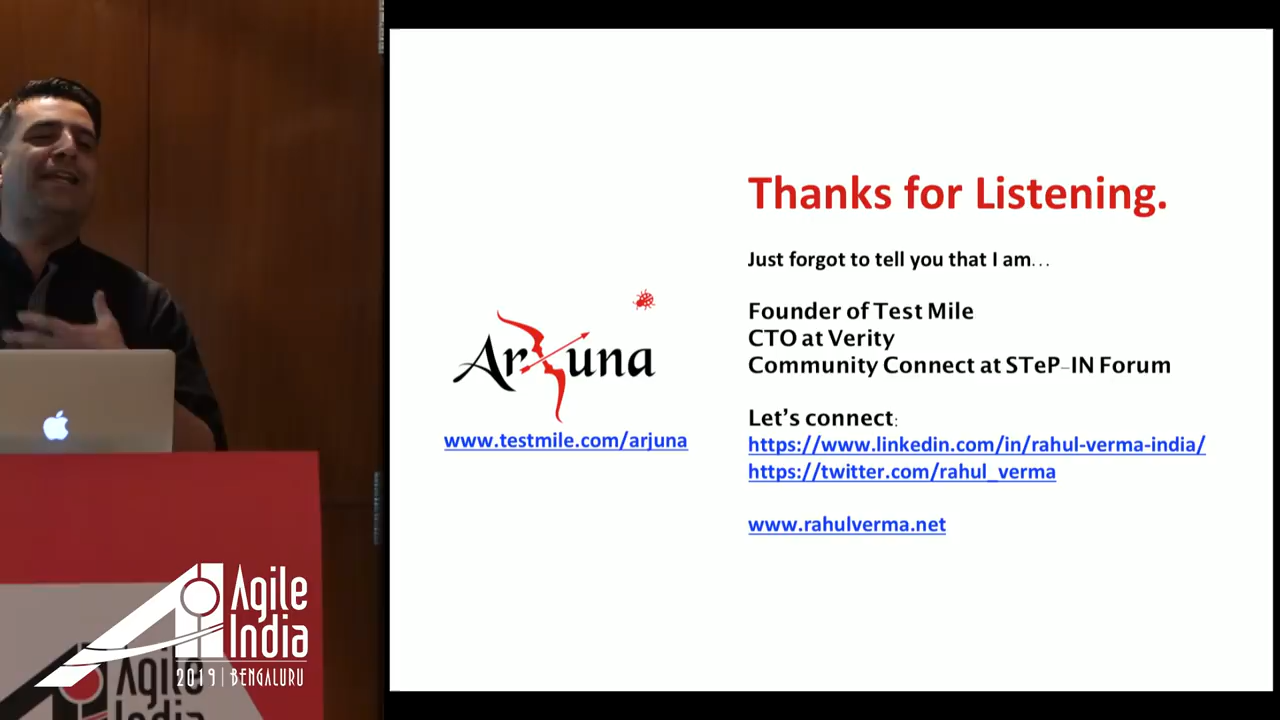 Thanks for Listening.
Just forgot to tell you that I am...
Founder of Test Mile
CTO at Verity
Community Connect at STeP-IN Forum
Let's connect:
https://www.linkedin.com/in/rahul-verma-india/
https://twitter.com/rahul_verma
www.rahulverma.net
Arjuna
www.testmile.com/arjuna
Agile
India
2019 | BENGALURU
Agile
India